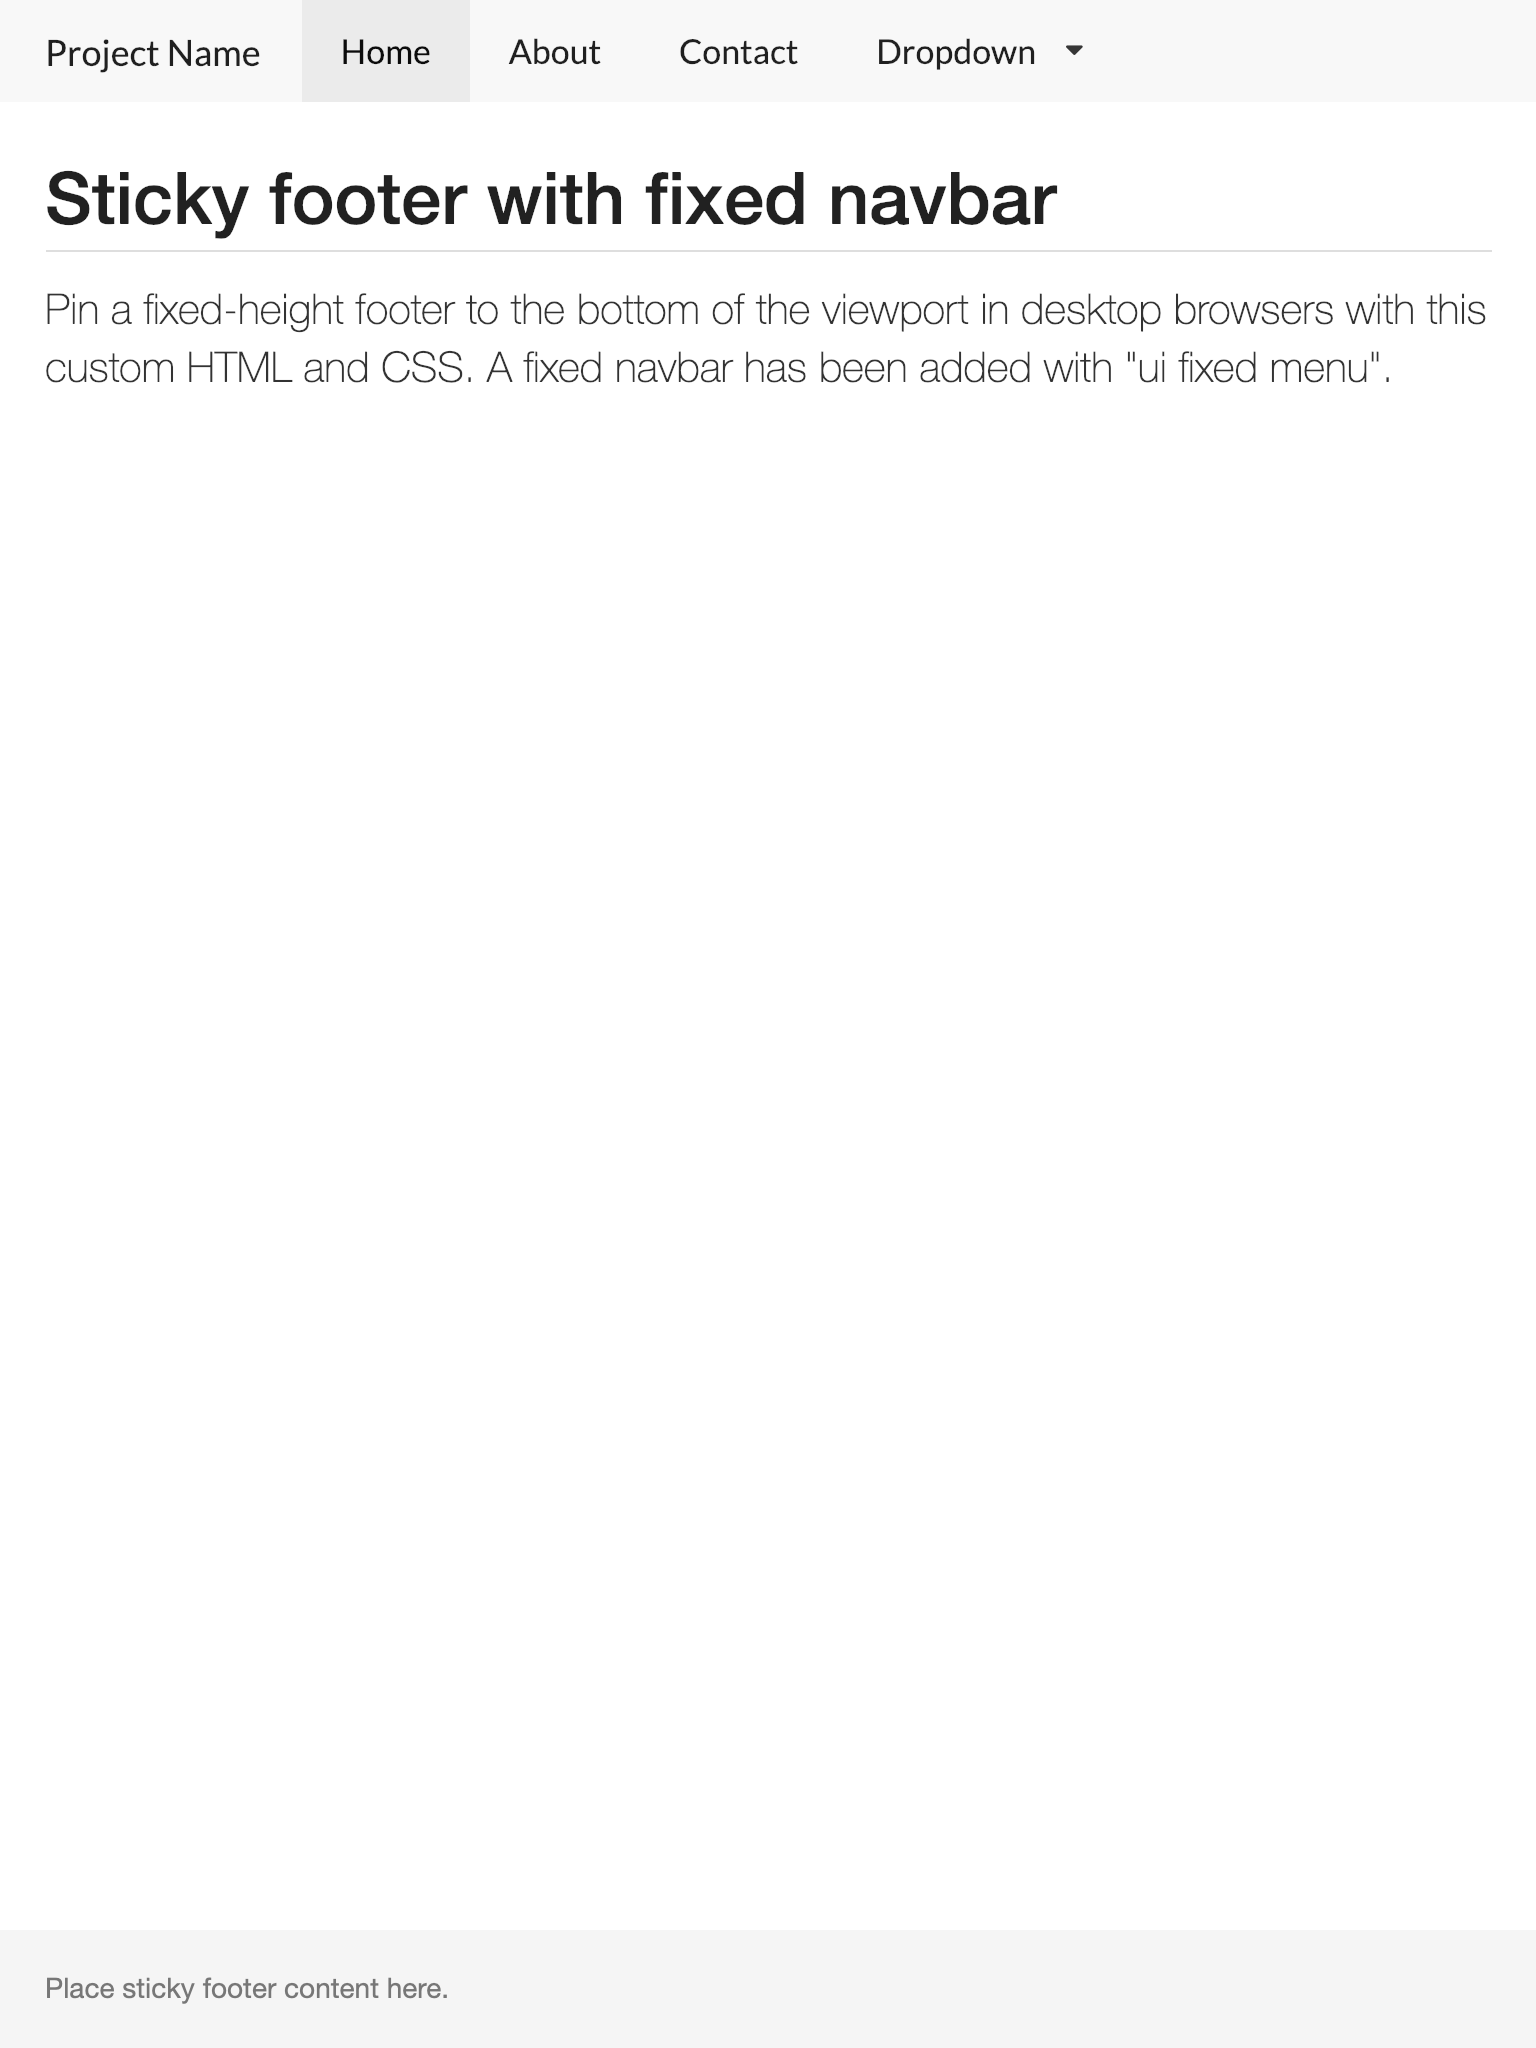 Project Name Home About Contact Dropdown
Sticky footer with fixed navbar
Pin a fixed-height footer to the bottom of the viewport in desktop browsers with this
custom HTML and CSS. A fixed navbar has been added with "ui fixed menu".
Place sticky footer content here.